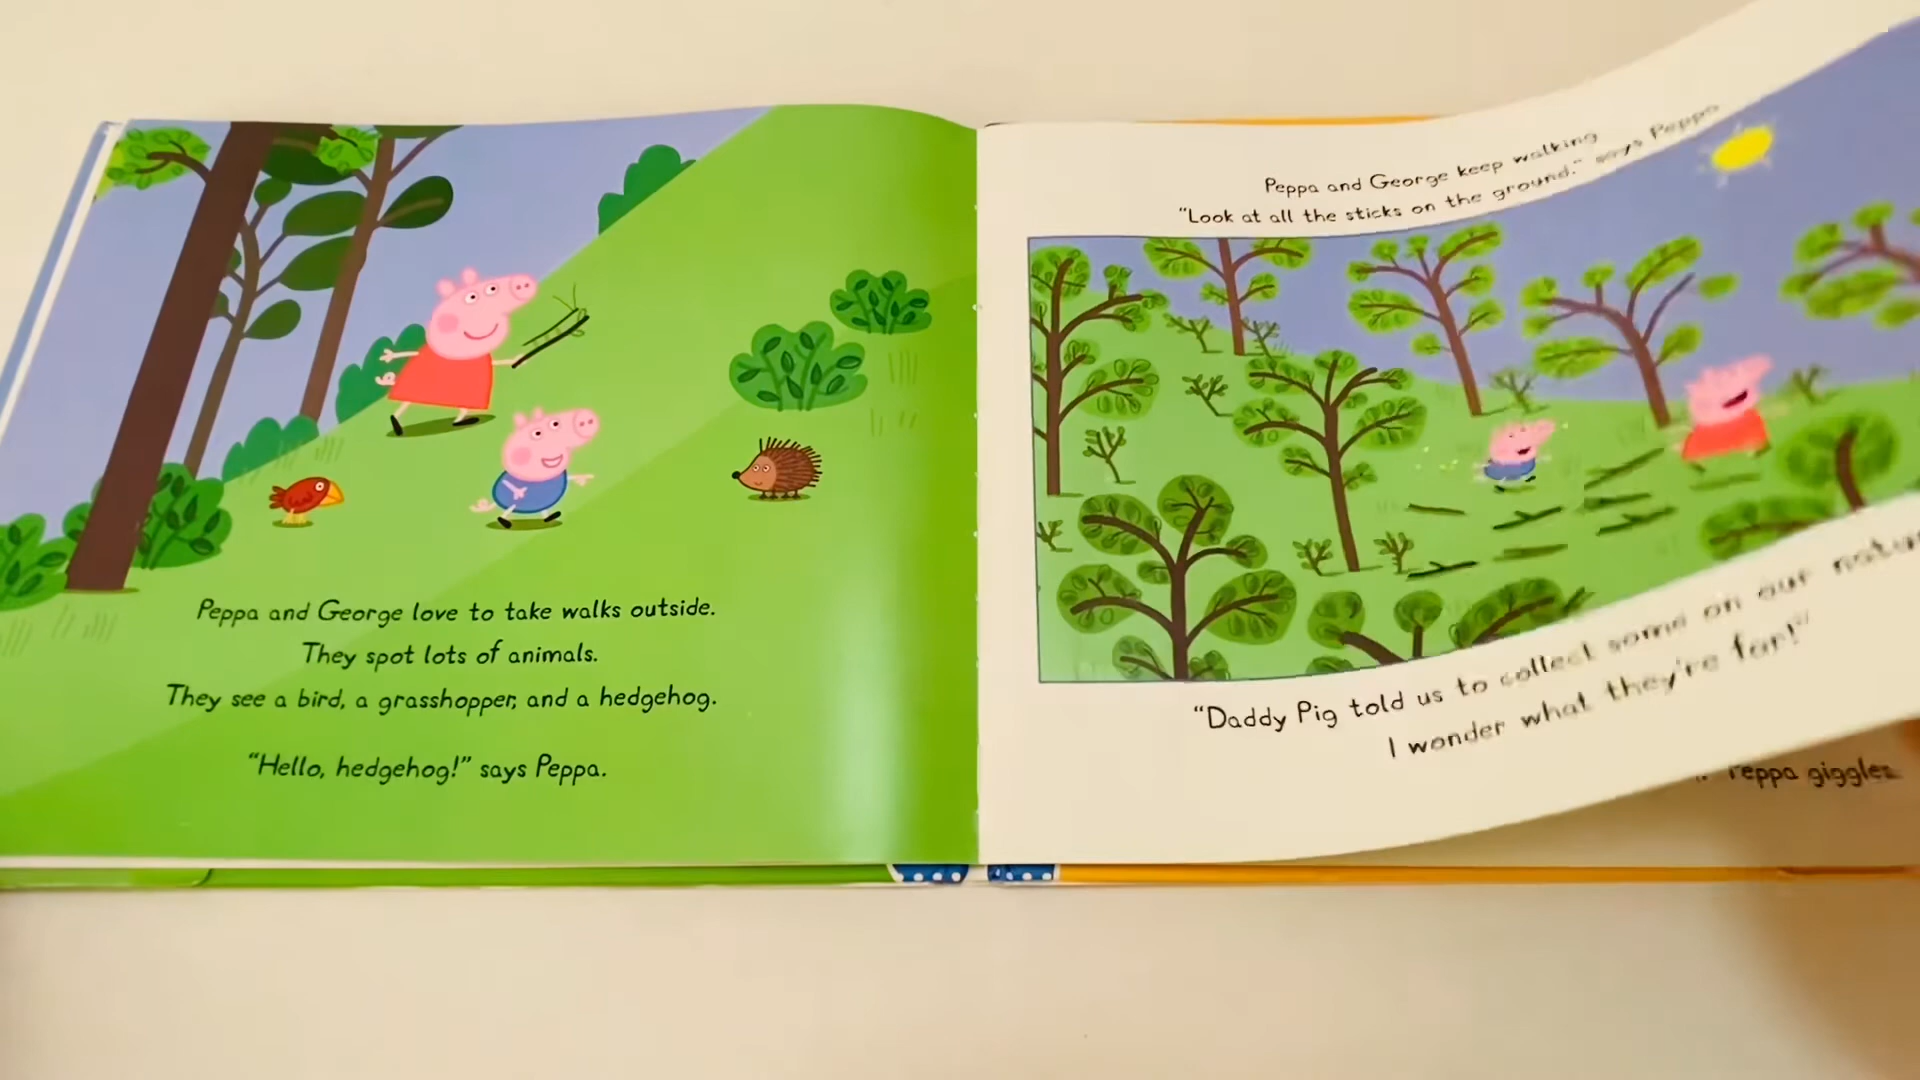 Peppa and George love to take walks outside.
They spot lots of animals.
They see a bird, a grasshopper, and a hedgehog.
“Hello, hedgehog!” says Peppa.
Peppa and George keep walking
“Look at all the sticks on the ground.” says Peppa
“Daddy Pig told us to collect some on our
I wonder what they're for!”
Peppa giggles.